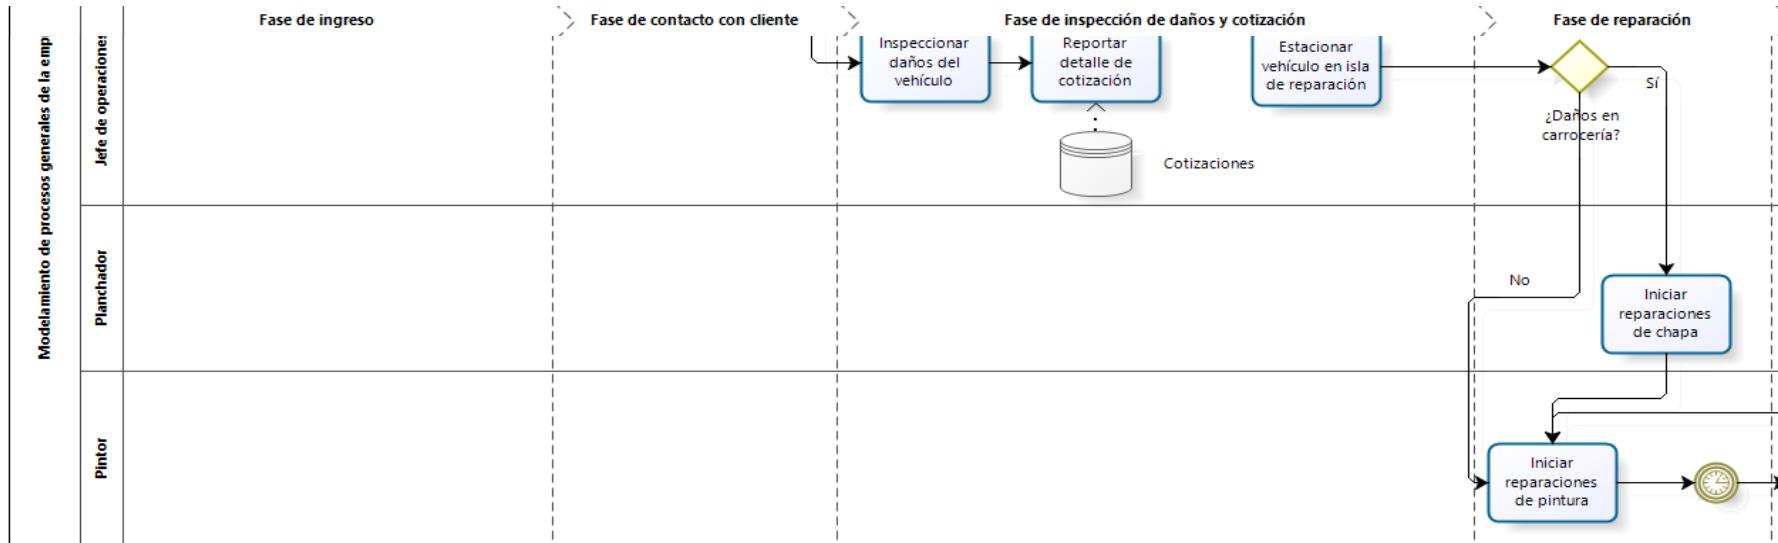 Fase de ingreso
Fase de contacto con cliente
Fase de inspección de daños y cotización
Fase de reparación
Modelamiento de procesos generales de la emp
Jefe de operaciones
Inspeccionar
daños del
vehículo
Reportar
detalle de
cotización
Estacionar
vehículo en isla
de reparación
Sí
¿Daños en
carrocería?
Cotizaciones
Planchador
No
Iniciar
reparaciones
de chapa
Pintor
Iniciar
reparaciones
de pintura